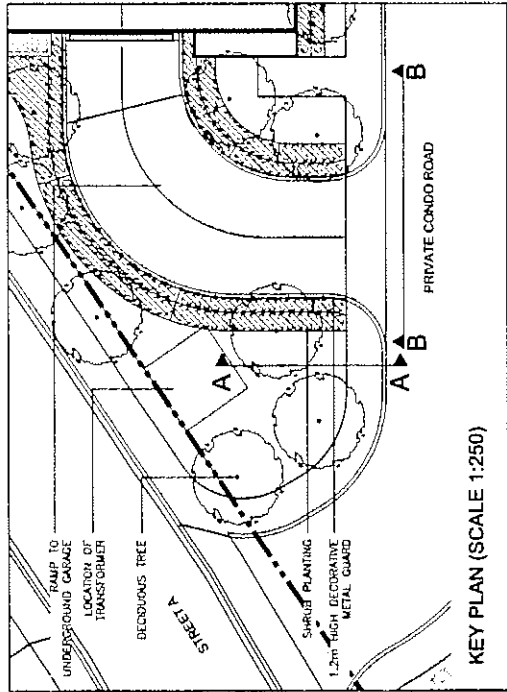 RAMP TO
UNDERGROUND GARAGE
LOCATION OF
TRANSFORMER
DECIDUOUS TREE
STREET A
SHRUB PLANTING
1.2m HIGH DECORATIVE
METAL GUARD
A
A
B
B
PRIVATE CONDO ROAD
KEY PLAN (SCALE 1:250)